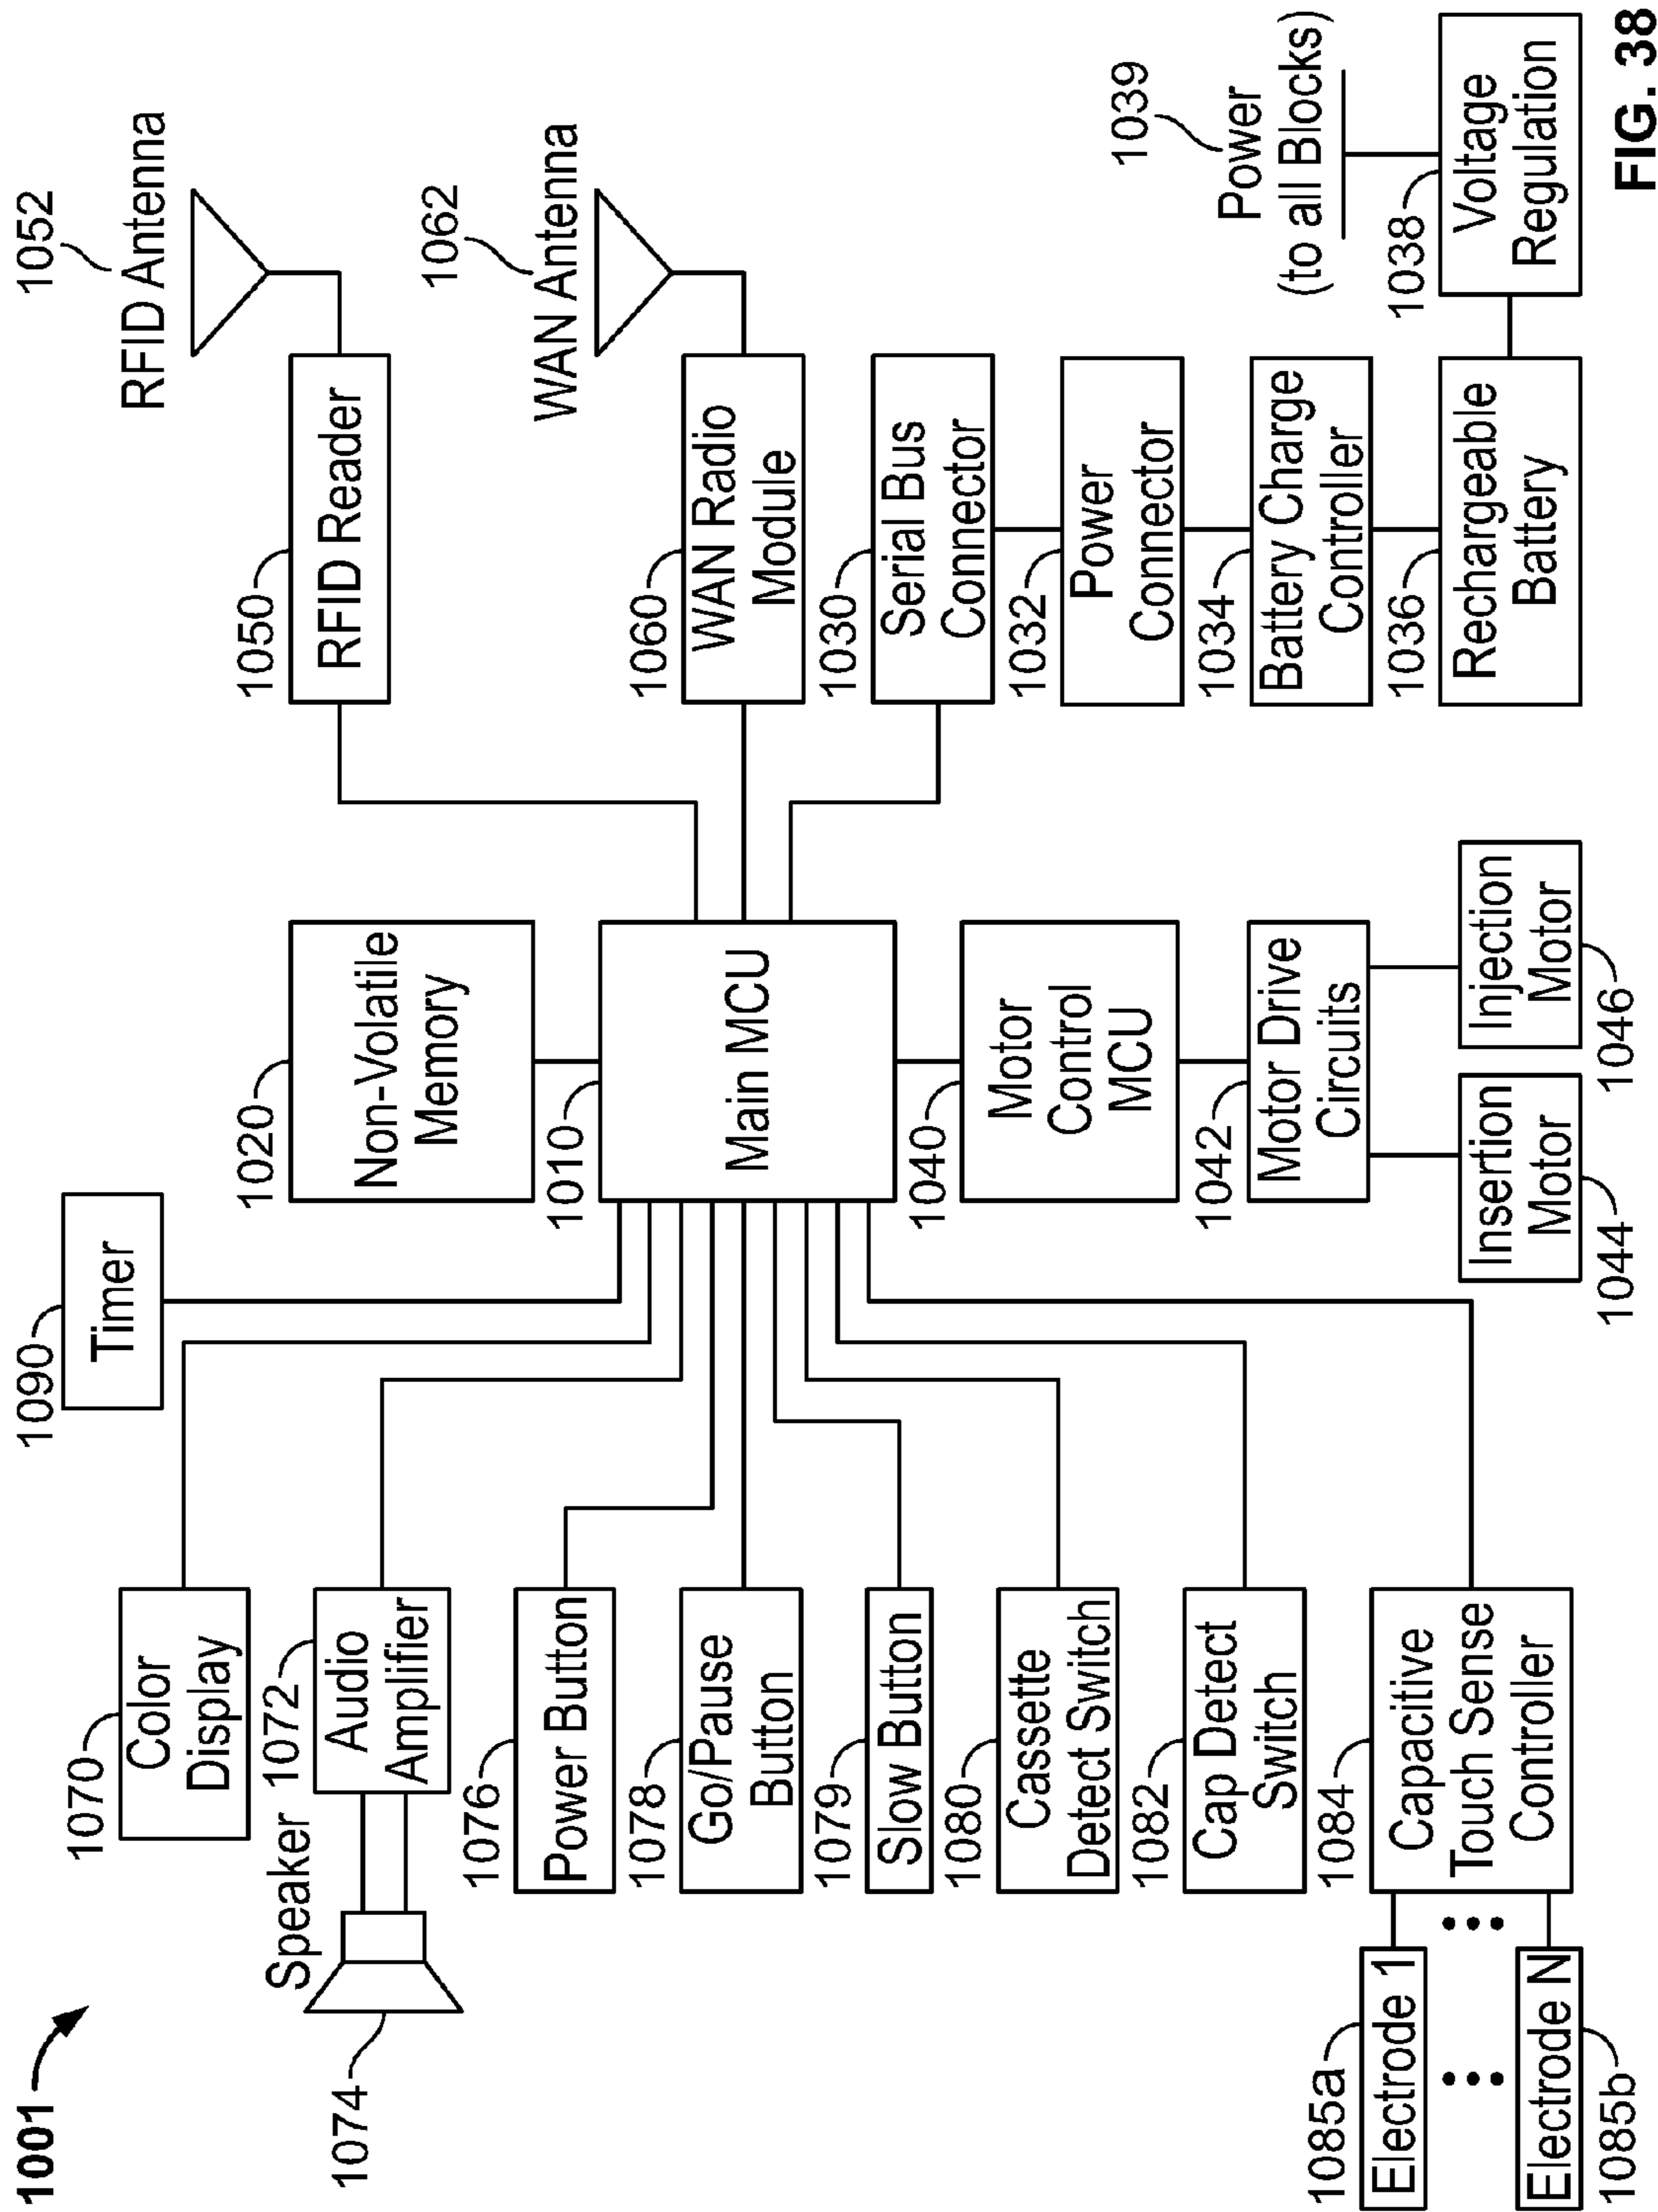 1001
1090
Timer
1070
Color
Display
Speaker
1072
Audio
Amplifier
1074
1076
Power Button
1078
Go/Pause
Button
1079
Slow Button
1080
Cassette
Detect Switch
1082
Cap Detect
Switch
1084
Capacitive
Touch Sense
Controller
1085a
Electrode 1
Electrode N
1085b
1020
Non-Volatile
Memory
1010
Main MCU
1040
Motor
Control
MCU
1042
Motor Drive
Circuits
Insertion
Motor
1044
Injection
Motor
1046
1052
RFID Antenna
1050
RFID Reader
1062
WAN Antenna
1060
WAN Radio
Module
1030
Serial Bus
Connector
1032
Power
Connector
1034
Battery Charge
Controller
1036
Rechargeable
Battery
1039
Power
(to all Blocks)
1038
Voltage
Regulation
FIG. 38